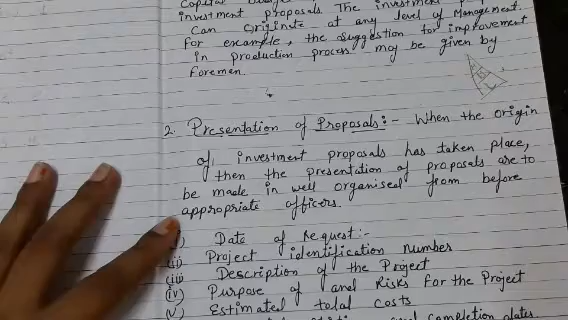 Capital
investment proposals. The investment
can originate at any level of Management.
For example, the suggestion for improvement
in production process may be given by
Foremen.
2. Presentation of Proposals:- When the origin
of investment proposals has taken place,
then the presentation of proposals are to
be made in well organised from before
appropriate officers.
(i) Date of Request:-
(ii) Project identification number
(iii) Description of the Project
(iv) Purpose of and Risks for the Project
(v) Estimated total costs
and completion dates